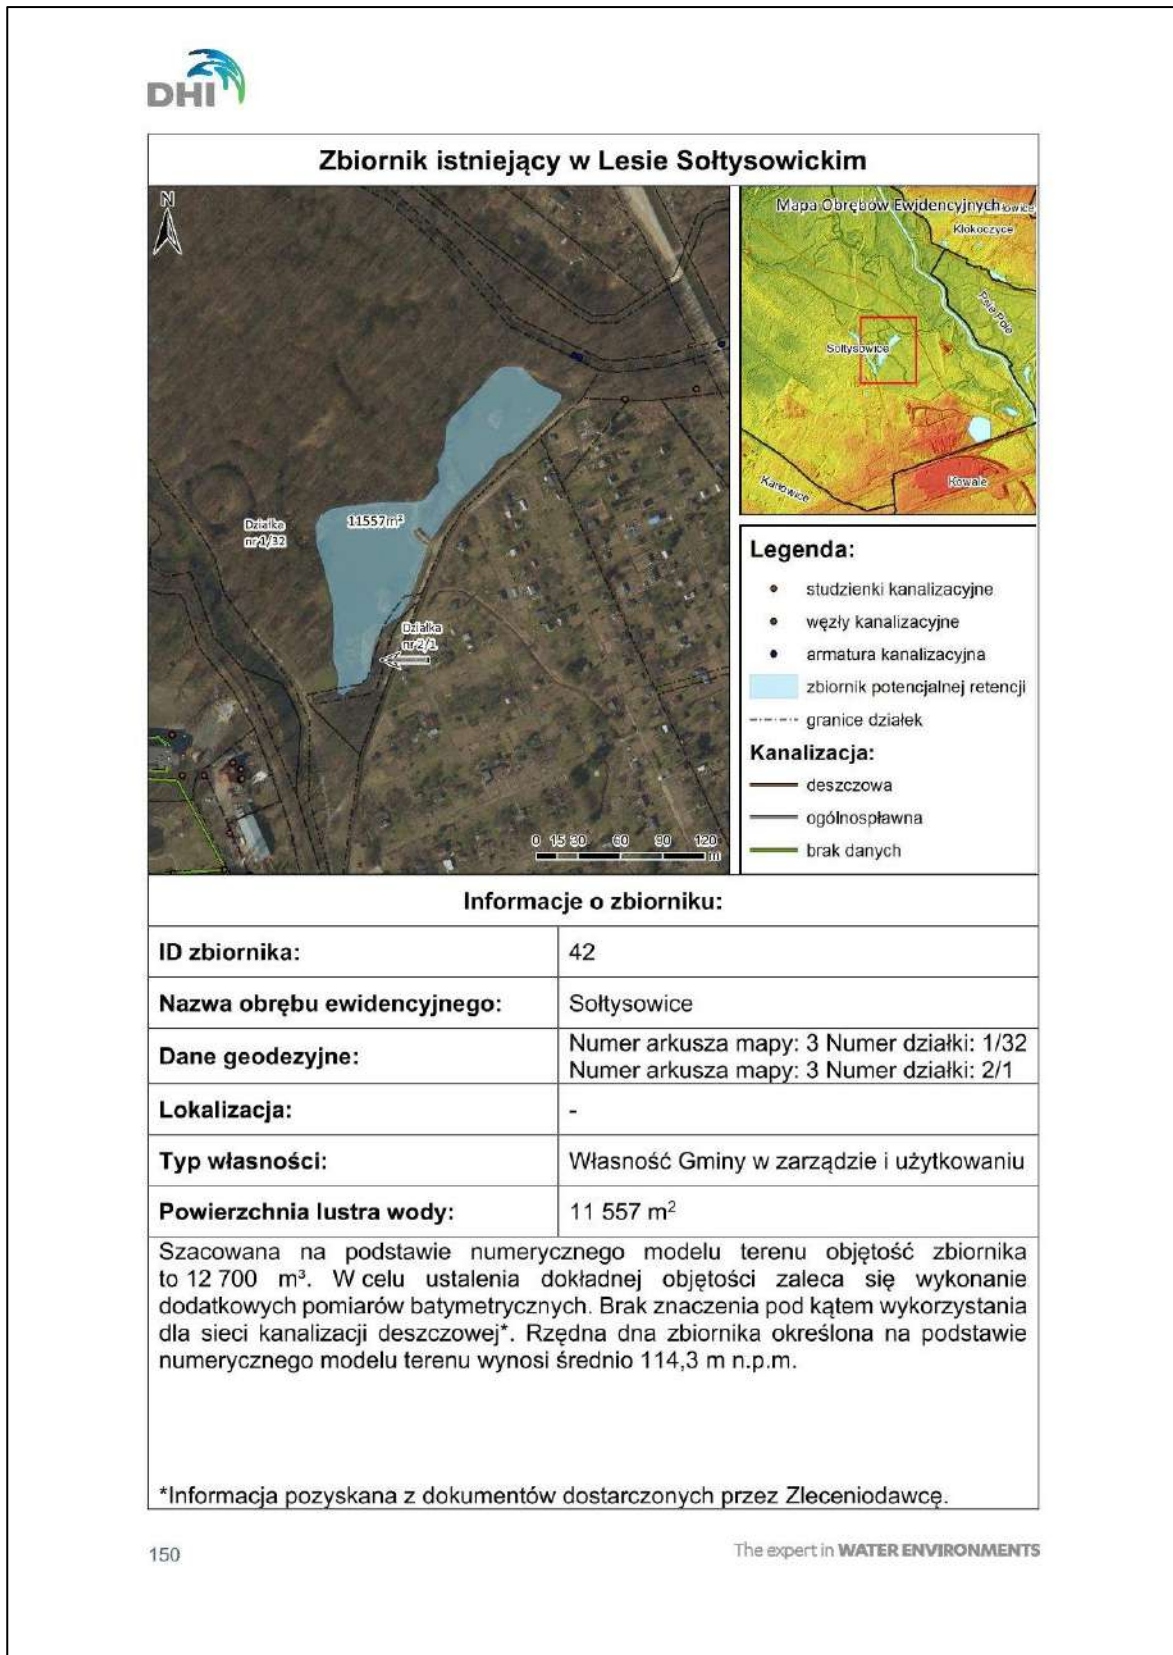 DHI
Zbiornik istniejący w Lesie Sołtysowickim
N
Działka
nr 1/32
11557m²
Działka
nr 2/1
0 15 30 60 90 120
m
Mapa Obrębów Ewidencyjnych
Kłokoczyce
Psie Pole
Sołtysowice
Karłowice
Kowale
Legenda:
studzienki kanalizacyjne
węzły kanalizacyjne
armatura kanalizacyjna
zbiornik potencjalnej retencji
granice działek
Kanalizacja:
deszczowa
ogólnospławna
brak danych
Informacje o zbiorniku:
ID zbiornika: 42
Nazwa obrębu ewidencyjnego: Sołtysowice
Dane geodezyjne: Numer arkusza mapy: 3 Numer działki: 1/32
Numer arkusza mapy: 3 Numer działki: 2/1
Lokalizacja: -
Typ własności: Własność Gminy w zarządzie i użytkowaniu
Powierzchnia lustra wody: 11 557 m²
Szacowana na podstawie numerycznego modelu terenu objętość zbiornika
to 12 700 m³. W celu ustalenia dokładnej objętości zaleca się wykonanie
dodatkowych pomiarów batymetrycznych. Brak znaczenia pod kątem wykorzystania
dla sieci kanalizacji deszczowej*. Rzędna dna zbiornika określona na podstawie
numerycznego modelu terenu wynosi średnio 114,3 m n.p.m.
*Informacja pozyskana z dokumentów dostarczonych przez Zleceniodawcę.
150
The expert in WATER ENVIRONMENTS